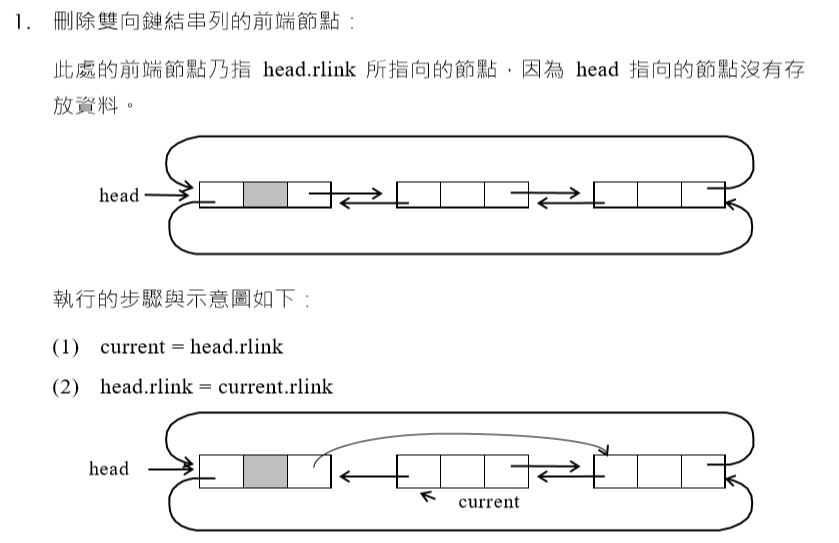 1. 刪除雙向鏈結串列的前端節點：
此處的前端節點乃指 head.rlink 所指向的節點，因為 head 指向的節點沒有存
放資料。
head
執行的步驟與示意圖如下：
(1) current = head.rlink
(2) head.rlink = current.rlink
head
current